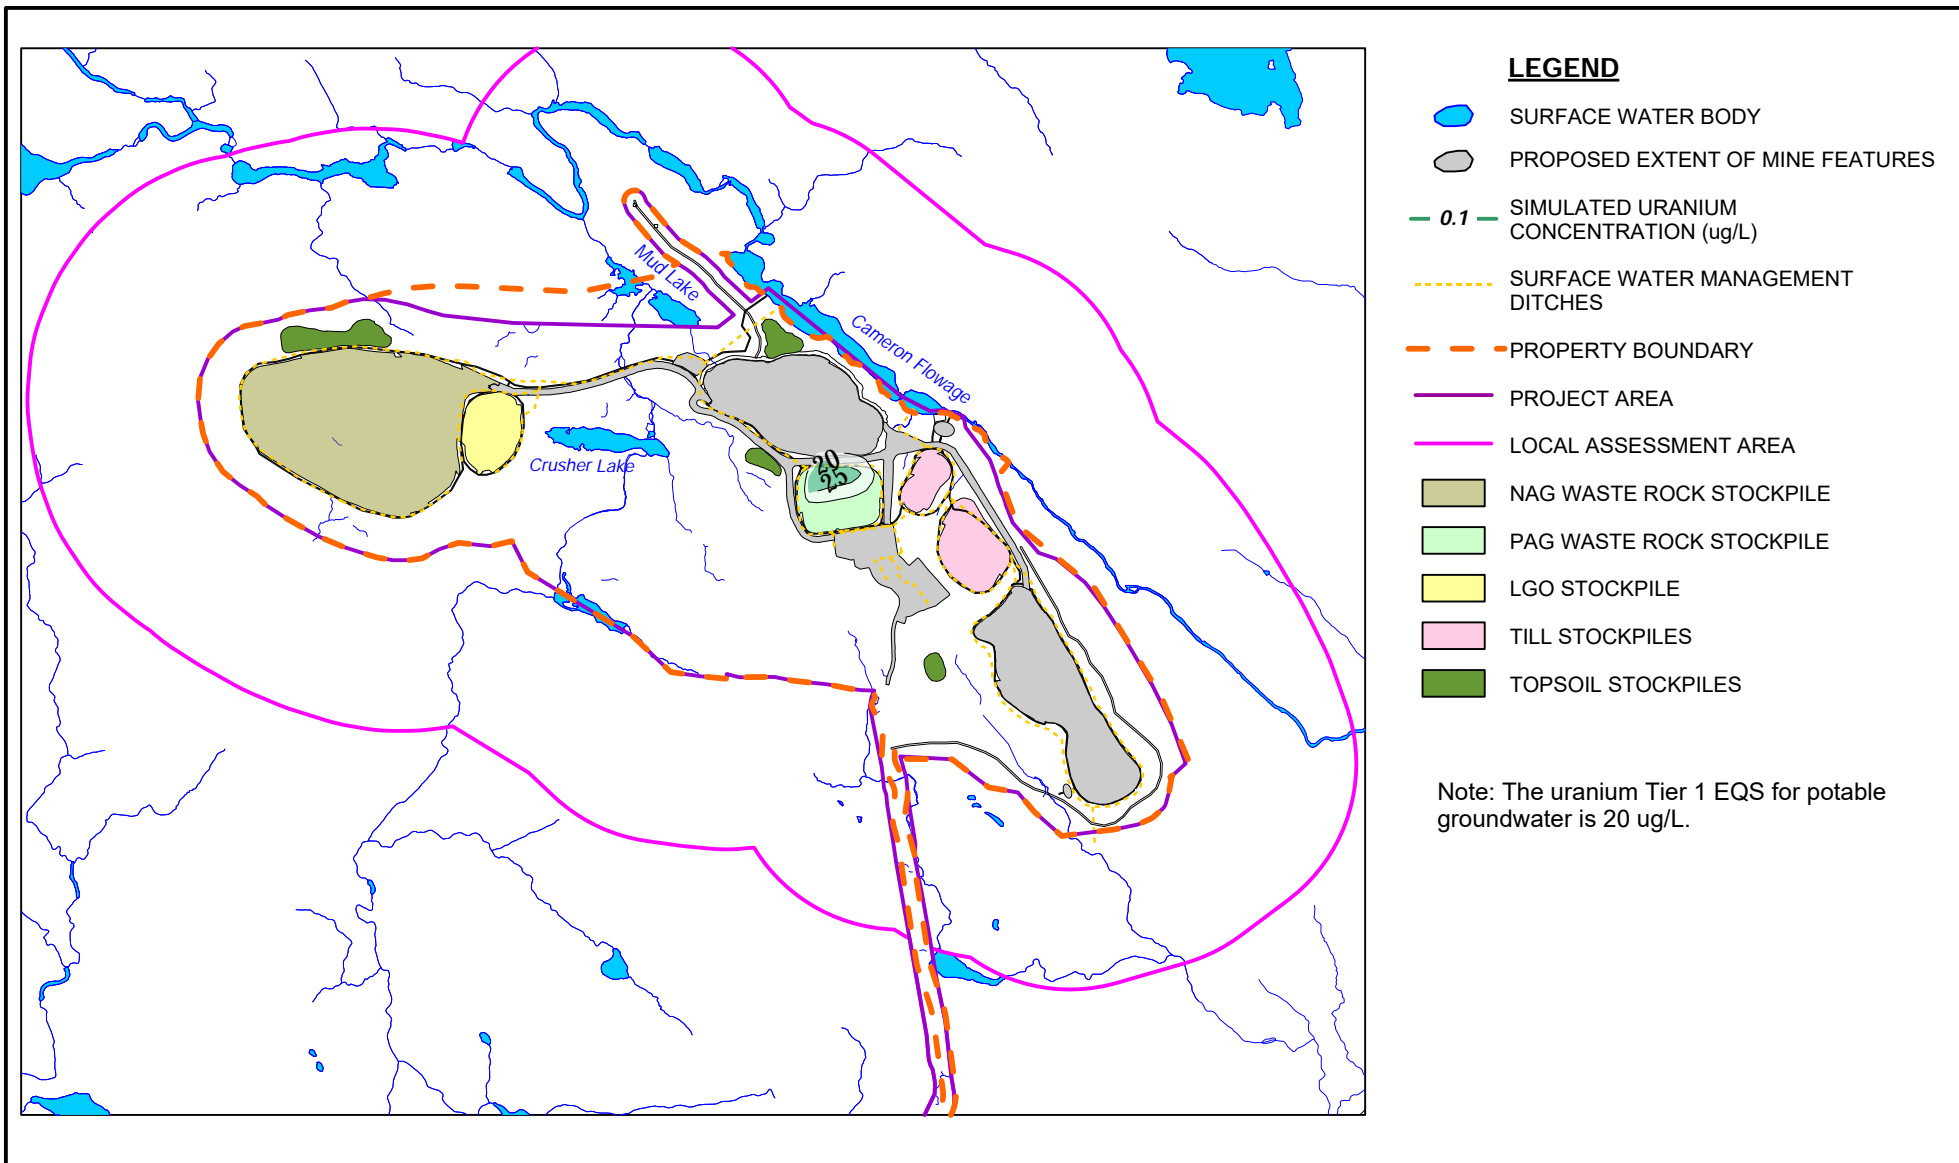 LEGEND
SURFACE WATER BODY
PROPOSED EXTENT OF MINE FEATURES
0.1
SIMULATED URANIUM
CONCENTRATION (ug/L)
SURFACE WATER MANAGEMENT
DITCHES
PROPERTY BOUNDARY
PROJECT AREA
LOCAL ASSESSMENT AREA
NAG WASTE ROCK STOCKPILE
PAG WASTE ROCK STOCKPILE
LGO STOCKPILE
TILL STOCKPILES
TOPSOIL STOCKPILES
Note: The uranium Tier 1 EQS for potable
groundwater is 20 ug/L.
Mud Lake
Cameron Flowage
Crusher Lake
20
25